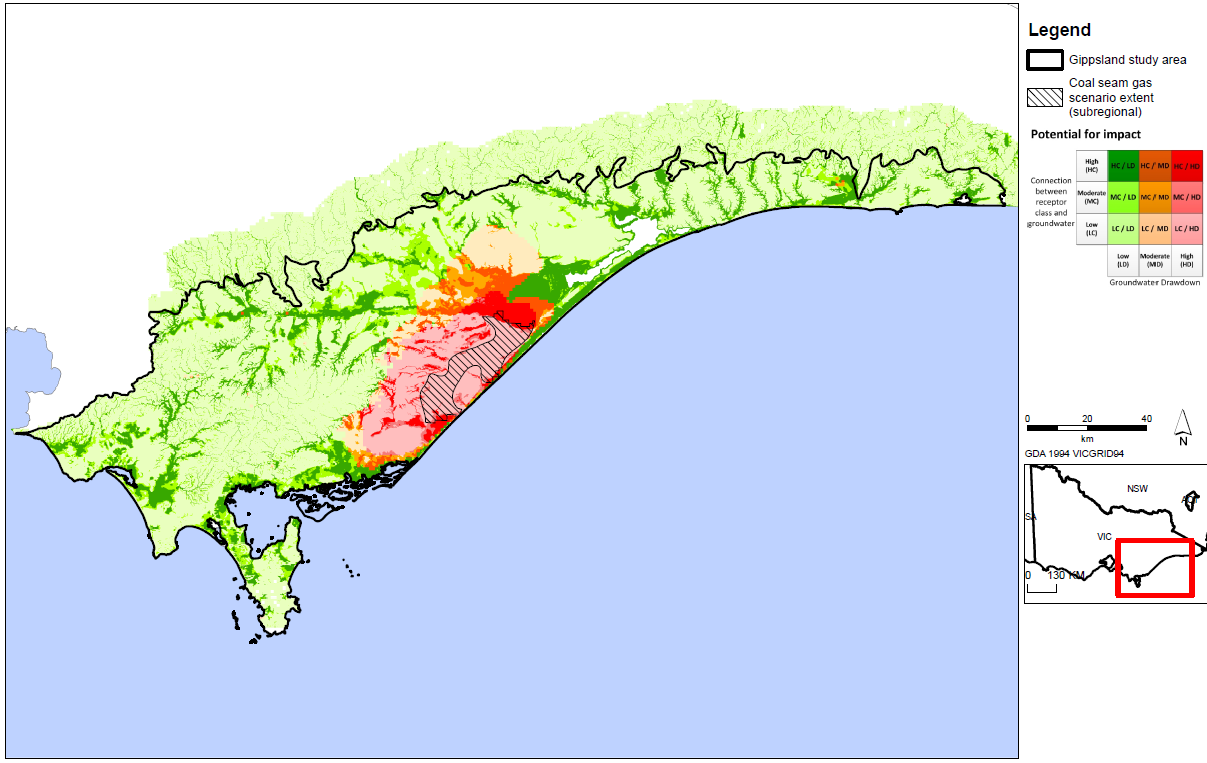 Legend
Gippsland study area
Coal seam gas
scenario extent
(subregional)
Potential for impact
Connection
between
receptor
class and
groundwater
High
(HC)
HC / LD
HC / MD
HC / HD
Moderate
(MC)
MC / LD
MC / MD
MC / HD
Low
(LC)
LC / LD
LC / MD
LC / HD
Low
(LD)
Moderate
(MD)
High
(HD)
Groundwater Drawdown
0 20 40
km
N
GDA 1994 VICGRID94
NSW
ACT
SA
VIC
0 130 KM